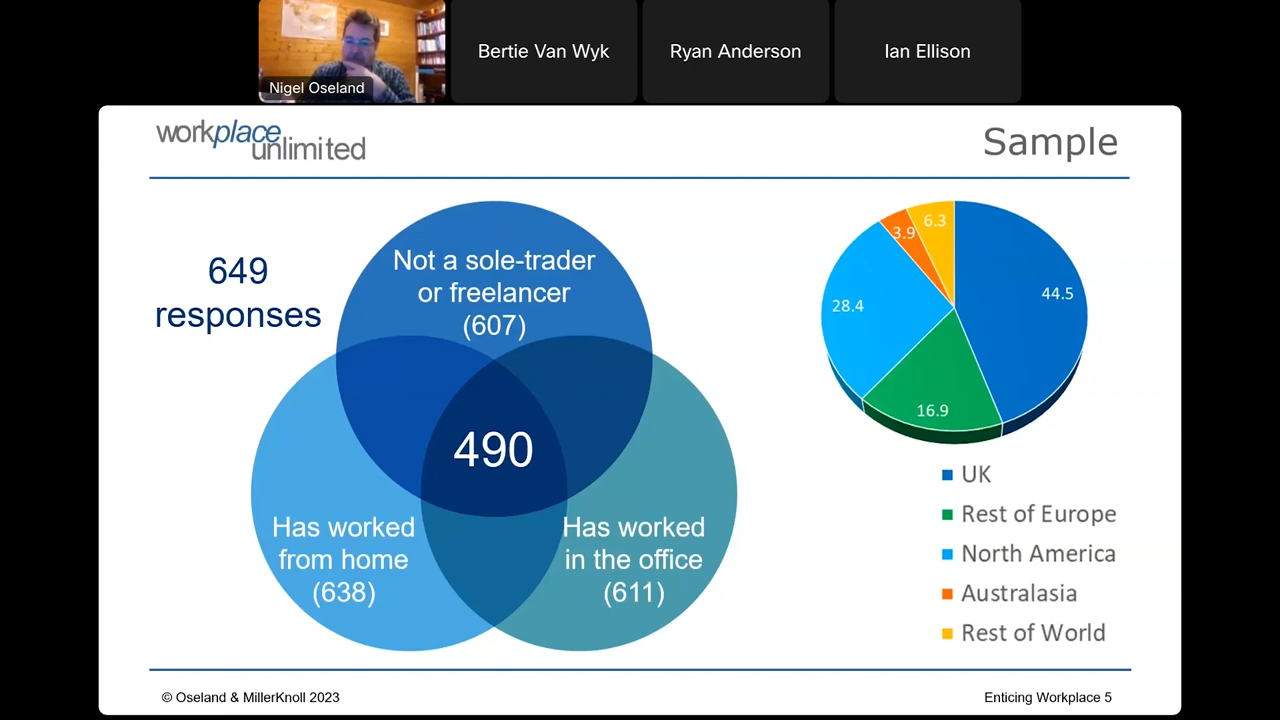 Nigel Oseland
Bertie Van Wyk
Ryan Anderson
Ian Ellison
workplace
unlimited
Sample
649
responses
Not a sole-trader
or freelancer
(607)
490
Has worked
from home
(638)
Has worked
in the office
(611)
6.3
3.9
44.5
28.4
16.9
UK
Rest of Europe
North America
Australasia
Rest of World
© Oseland & MillerKnoll 2023
Enticing Workplace 5